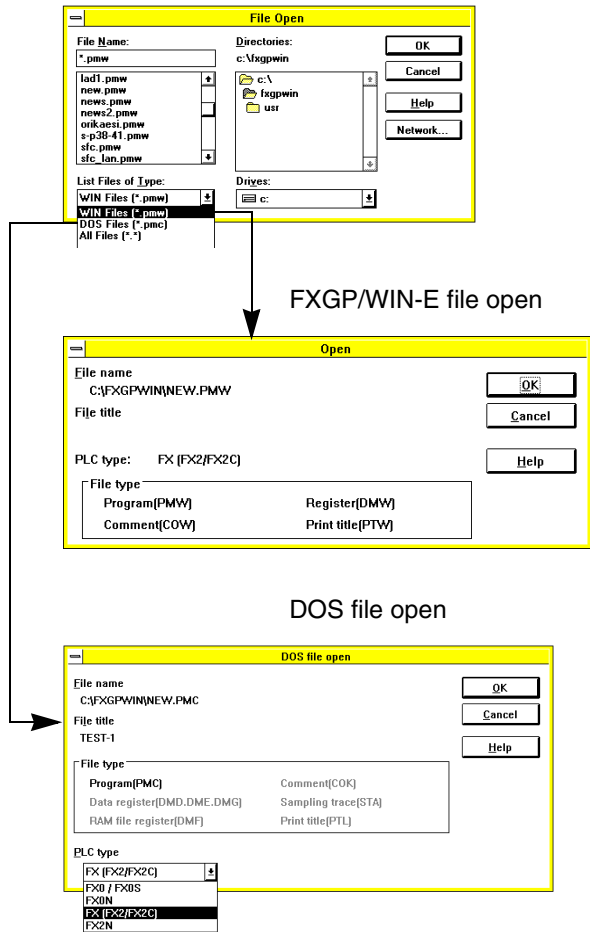 File Open
File Name:
*.pmw
lad1.pmw
new.pmw
news.pmw
news2.pmw
orikaesi.pmw
s-p38-41.pmw
sfc.pmw
sfc_lan.pmw
List Files of Type:
WIN Files (*.pmw)
WIN Files (*.pmw)
DOS Files (*.pmc)
All Files (*.*)
Directories:
c:\fxgpwin
c:\
fxgpwin
usr
Drives:
c:
OK
Cancel
Help
Network...
FXGP/WIN-E file open
Open
File name
C:\FXGPWIN\NEW.PMW
File title
PLC type: FX (FX2/FX2C)
File type
Program(PMW) Register(DMW)
Comment(COW) Print title(PTW)
OK
Cancel
Help
DOS file open
DOS file open
File name
C:\FXGPWIN\NEW.PMC
File title
TEST-1
File type
Program(PMC) Comment(COK)
Data register(DMD.DME.DMG) Sampling trace(STA)
RAM file register(DMF) Print title(PTL)
PLC type
FX (FX2/FX2C)
FX0 / FX0S
FX0N
FX (FX2/FX2C)
FX2N
OK
Cancel
Help